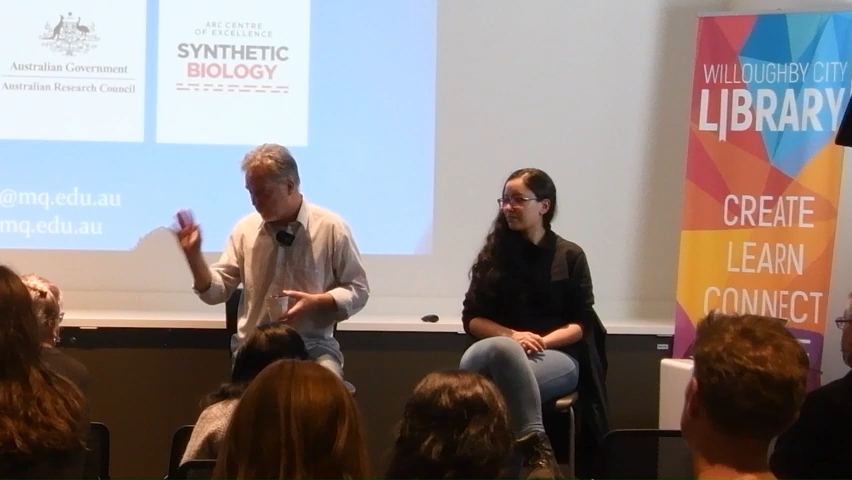 Australian Government
Australian Research Council
ARC CENTRE
OF EXCELLENCE
SYNTHETIC
BIOLOGY
@mq.edu.au
mq.edu.au
WILLOUGHBY CITY
LIBRARY
CREATE
LEARN
CONNECT